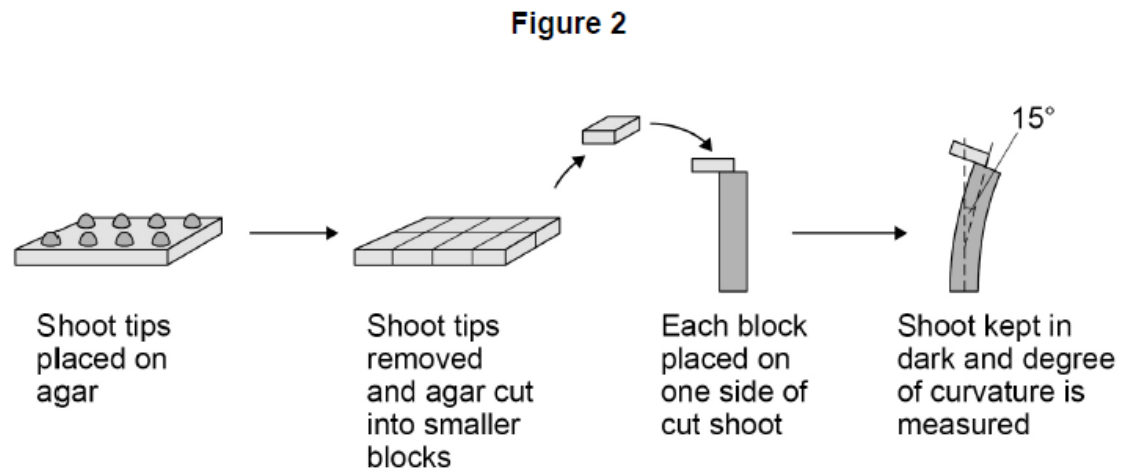 Figure 2
15°
Shoot tips
placed on
agar
Shoot tips
removed
and agar cut
into smaller
blocks
Each block
placed on
one side of
cut shoot
Shoot kept in
dark and degree
of curvature is
measured